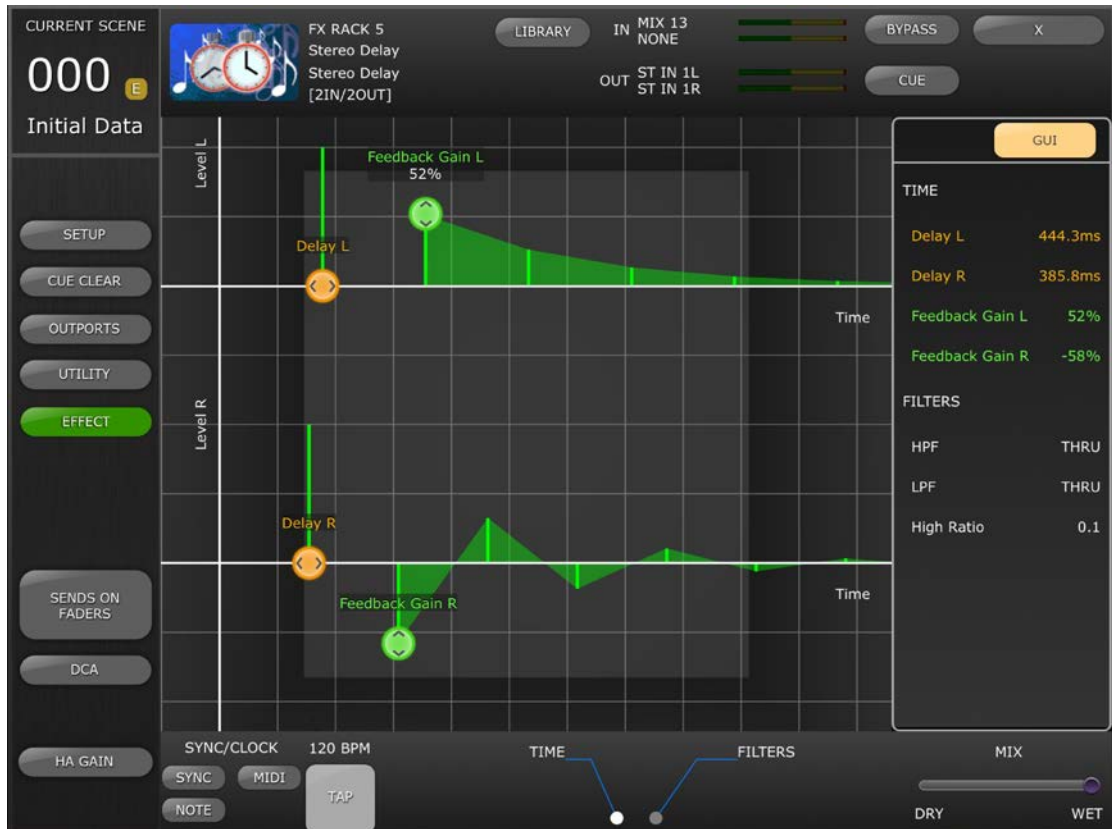 CURRENT SCENE
000 E
Initial Data
SETUP
CUE CLEAR
OUTPORTS
UTILITY
EFFECT
SENDS ON
FADERS
DCA
HA GAIN
FX RACK 5
Stereo Delay
Stereo Delay
[2IN/2OUT]
LIBRARY
IN MIX 13
NONE
OUT ST IN 1L
ST IN 1R
BYPASS
X
CUE
Level L
Feedback Gain L
52%
Delay L
Time
Level R
Delay R
Feedback Gain R
Time
GUI
TIME
Delay L 444.3ms
Delay R 385.8ms
Feedback Gain L 52%
Feedback Gain R -58%
FILTERS
HPF THRU
LPF THRU
High Ratio 0.1
SYNC/CLOCK 120 BPM
SYNC MIDI
NOTE
TAP
TIME
FILTERS
MIX
DRY WET